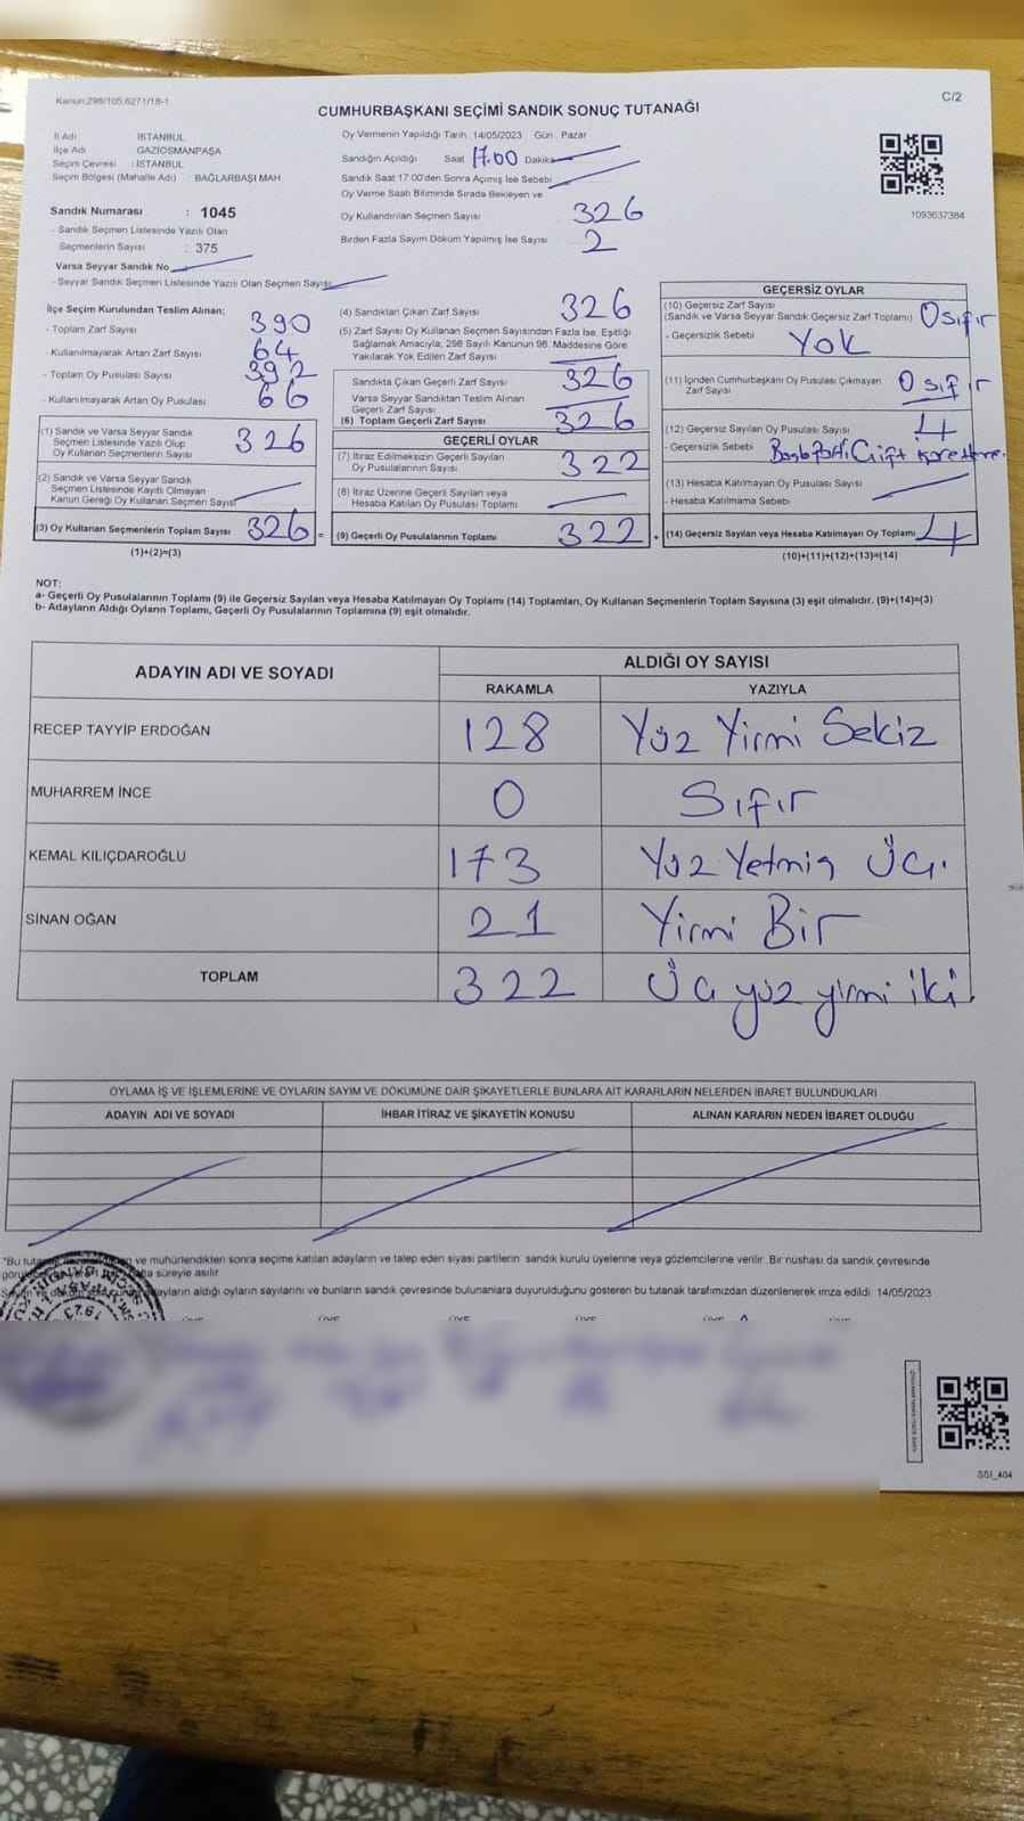 Kanun:298/105,6271/18-1
C/2
CUMHURBAŞKANI SEÇİMİ SANDIK SONUÇ TUTANAĞI
İl Adı : İSTANBUL
İlçe Adı : GAZİOSMANPAŞA
Seçim Çevresi : İSTANBUL
Seçim Bölgesi (Mahalle Adı) : BAĞLARBAŞI MAH
Sandık Numarası : 1045
- Sandık Seçmen Listesinde Yazılı Olan
Seçmenlerin Sayısı : 375
Varsa Seyyar Sandık No
- Seyyar Sandık Seçmen Listesinde Yazılı Olan Seçmen Sayısı
Oy Vermenin Yapıldığı Tarih: 14/05/2023 Gün: Pazar
Sandığın Açıldığı Saat 17.00 Dakika
Sandık Saat 17:00'den Sonra Açımış İse Sebebi
Oy Verme Saati Bitiminde Sırada Bekleyen ve
Oy Kullandırılan Seçmen Sayısı 326
Birden Fazla Sayım Döküm Yapılmış İse Sayısı 2
1093637384
İlçe Seçim Kurulundan Teslim Alınan;
- Toplam Zarf Sayısı 390
- Kullanılmayarak Artan Zarf Sayısı 64
- Toplam Oy Pusulası Sayısı 392
- Kullanılmayarak Artan Oy Pusulası 66
(1) Sandık ve Varsa Seyyar Sandık
Seçmen Listesinde Yazılı Olup
Oy Kullanan Seçmenlerin Sayısı 326
(2) Sandık ve Varsa Seyyar Sandık
Seçmen Listesinde Kayıtlı Olmayan
Kanun Gereği Oy Kullanan Seçmen Sayısı
(3) Oy Kullanan Seçmenlerin Toplam Sayısı 326 =
(1)+(2)=(3)
(4) Sandıktan Çıkan Zarf Sayısı 326
(5) Zarf Sayısı Oy Kullanan Seçmen Sayısından Fazla İse, Eşitliği
Sağlamak Amacıyla, 298 Sayılı Kanunun 98. Maddesine Göre
Yakılarak Yok Edilen Zarf Sayısı
Sandıkta Çıkan Geçerli Zarf Sayısı 326
Varsa Seyyar Sandıktan Teslim Alınan
Geçerli Zarf Sayısı
(6) Toplam Geçerli Zarf Sayısı 326
GEÇERLİ OYLAR
(7) İtiraz Edilmeksizin Geçerli Sayılan
Oy Pusulalarının Sayısı 322
(8) İtiraz Üzerine Geçerli Sayılan veya
Hesaba Katılan Oy Pusulası Toplamı
(9) Geçerli Oy Pusulalarının Toplamı 322 +
GEÇERSİZ OYLAR
(10) Geçersiz Zarf Sayısı
(Sandık ve Varsa Seyyar Sandık Geçersiz Zarf Toplamı) 0 sıfır
- Geçersizlik Sebebi Yok
(11) İçinden Cumhurbaşkanı Oy Pusulası Çıkmayan
Zarf Sayısı 0 sıfır
(12) Geçersiz Sayılan Oy Pusulası Sayısı 4
- Geçersizlik Sebebi
(13) Hesaba Katılmayan Oy Pusulası Sayısı
- Hesaba Katılmama Sebebi
(14) Geçersiz Sayılan veya Hesaba Katılmayan Oy Toplamı 4
(10)+(11)+(12)+(13)=(14)
NOT:
a- Geçerli Oy Pusulalarının Toplamı (9) ile Geçersiz Sayılan veya Hesaba Katılmayan Oy Toplamı (14) Toplamları, Oy Kullanan Seçmenlerin Toplam Sayısına (3) eşit olmalıdır. (9)+(14)=(3)
b- Adayların Aldığı Oyların Toplamı, Geçerli Oy Pusulalarının Toplamına (9) eşit olmalıdır.
ADAYIN ADI VE SOYADI ALDIĞI OY SAYISI
RAKAMLA YAZIYLA
RECEP TAYYİP ERDOĞAN 128 Yüz Yirmi Sekiz
MUHARREM İNCE 0 Sıfır
KEMAL KILIÇDAROĞLU 173 Yüz Yetmiş Üç.
SİNAN OĞAN 21 Yirmi Bir
TOPLAM 322 Üç yüz yirmi iki
OYLAMA İŞ VE İŞLEMLERİNE VE OYLARIN SAYIM VE DÖKÜMÜNE DAİR ŞİKAYETLERLE BUNLARA AİT KARARLARIN NELERDEN İBARET BULUNDUKLARI
ADAYIN ADI VE SOYADI İHBAR İTİRAZ VE ŞİKAYETİN KONUSU ALINAN KARARIN NEDEN İBARET OLDUĞU
"Bu ve mühürlendikten sonra seçime katılan adayların ve talep eden siyasi partilerin sandık kurulu üyelerine veya gözlemcilerine verilir. Bir nüshası da sandık çevresinde
süreyle asılır
adayların aldığı oyların sayılarını ve bunların sandık çevresinde bulunanlara duyurulduğunu gösteren bu tutanak tarafımızdan düzenlenerek imza edildi. 14/05/2023